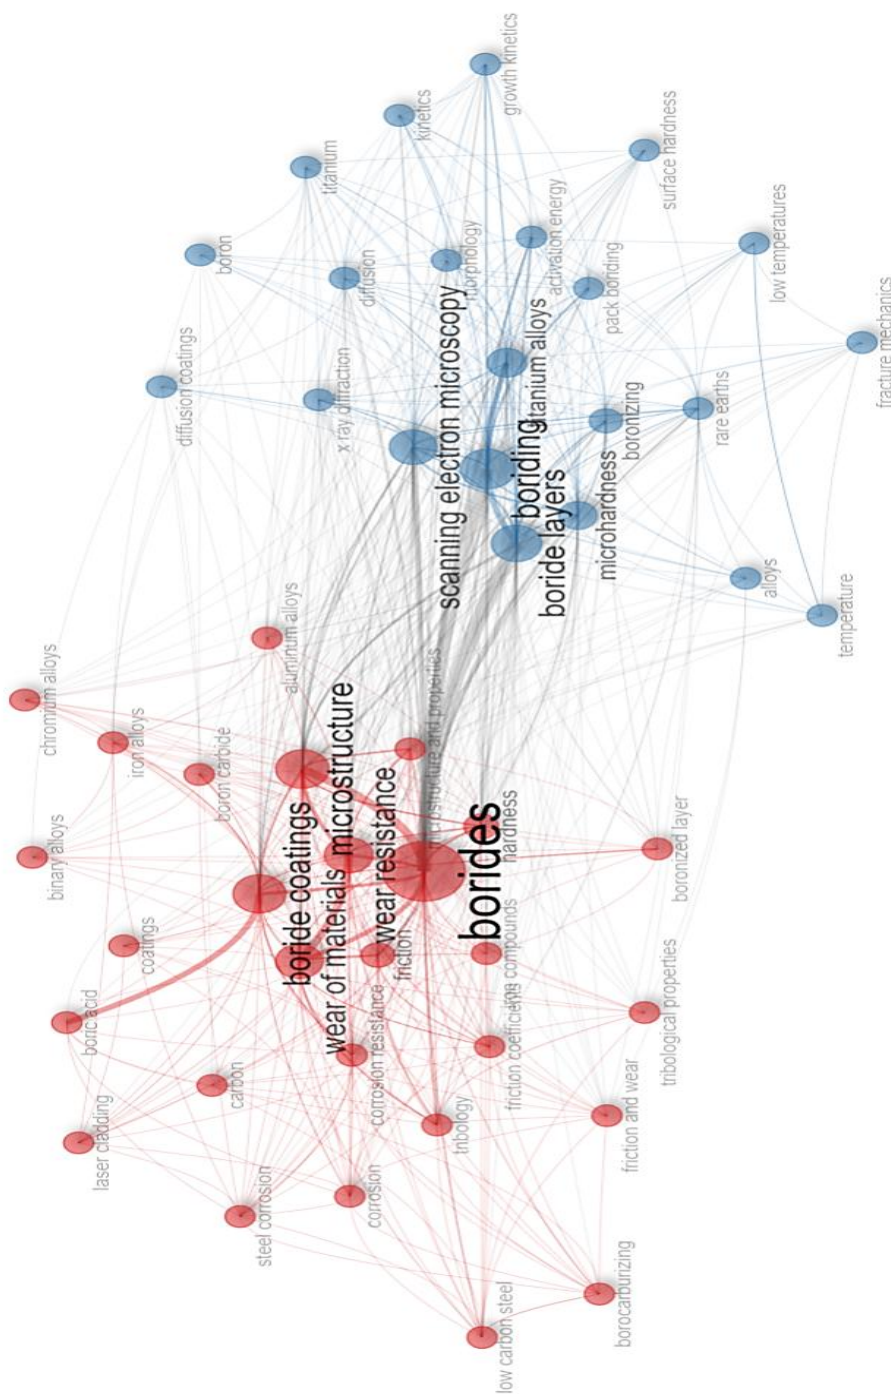 growth kinetics
kinetics
surface hardness
titanium
boron
activation energy
morphology
diffusion
low temperatures
pack boriding
fracture mechanics
scanning electron microscopy
titanium alloys
diffusion coatings
x ray diffraction
rare earths
boronizing
boriding
boride layers
microhardness
alloys
temperature
aluminum alloys
chromium alloys
iron alloys
microstructure and properties
microstructure
boron carbide
wear resistance
hardness
borides
boronized layer
binary alloys
boride coatings
wear of materials
friction
coatings
iron compounds
tribological properties
boric acid
corrosion resistance
friction coefficients
carbon
tribology
friction and wear
laser cladding
corrosion
steel corrosion
borocarburizing
low carbon steel